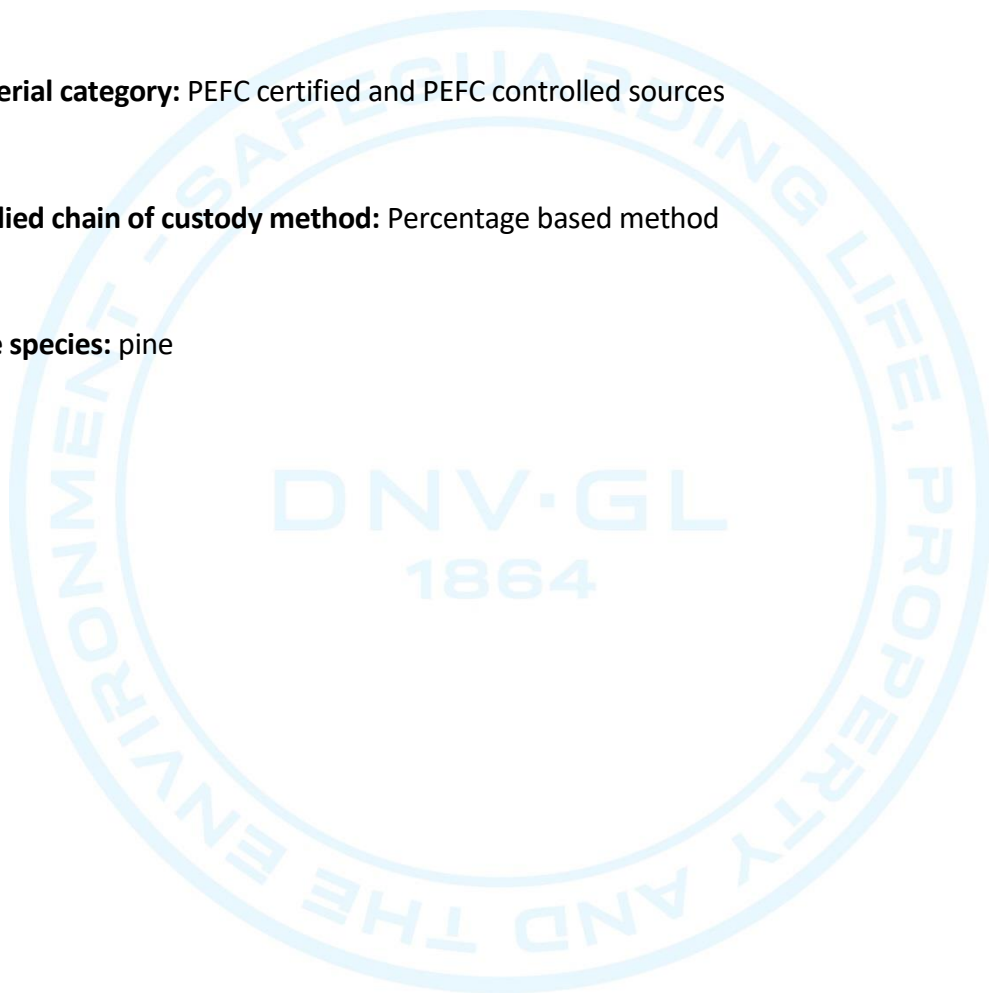 erial category: PEFC certified and PEFC controlled sources
lied chain of custody method: Percentage based method
e species: pine
SAFEGUARDING LIFE, PROPERTY AND THE ENVIRONMENT -
DNV·GL
1864